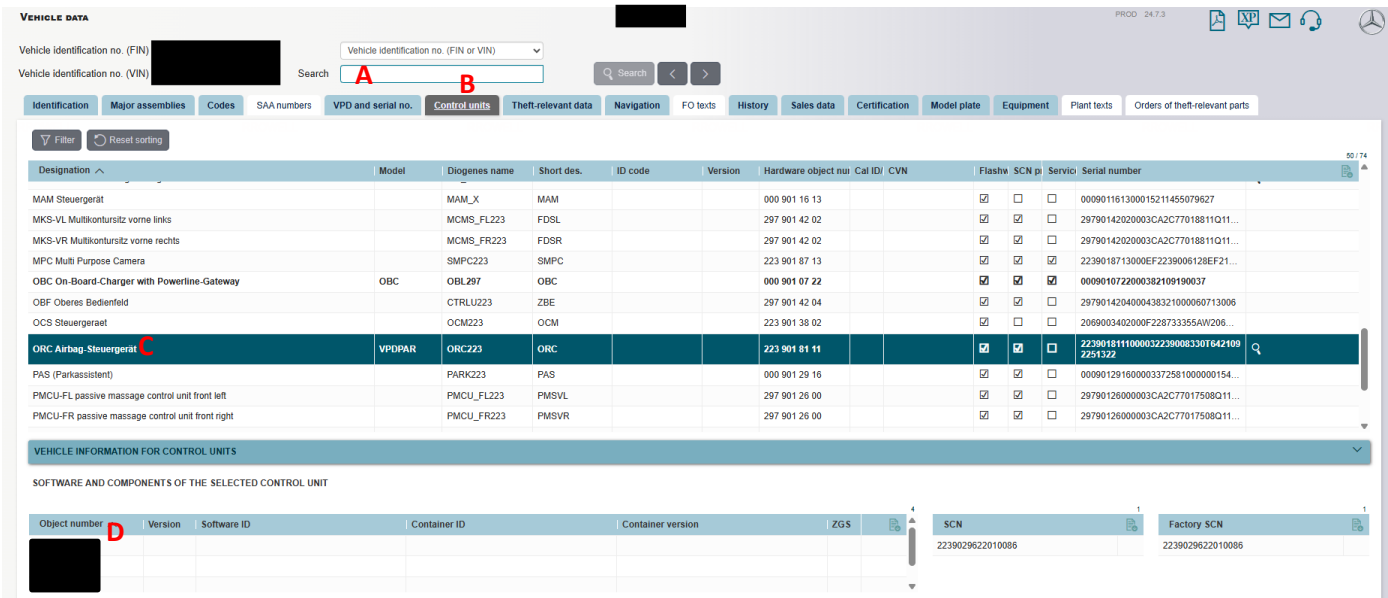 VEHICLE DATA
PROD 24.7.3
XP
Vehicle identification no. (FIN)
Vehicle identification no. (FIN or VIN)
Vehicle identification no. (VIN)
Search
A
Search
B
Identification Major assemblies Codes SAA numbers VPD and serial no. Control units Theft-relevant data Navigation FO texts History Sales data Certification Model plate Equipment Plant texts Orders of theft-relevant parts
Filter Reset sorting
50 / 74
Designation Model Diogenes name Short des. ID code Version Hardware object nu Cal ID/ CVN Flashw SCN p Servic Serial number
MAM Steuergerät MAM_X MAM 000 901 16 13 000901161300015211455079627
MKS-VL Multikontursitz vorne links MCMS_FL223 FDSL 297 901 42 02 29790142020003CA2C77018811Q11...
MKS-VR Multikontursitz vorne rechts MCMS_FR223 FDSR 297 901 42 02 29790142020003CA2C77018811Q11...
MPC Multi Purpose Camera SMPC223 SMPC 223 901 87 13 2239018713000EF2239006128EF21...
OBC On-Board-Charger with Powerline-Gateway OBC OBL297 OBC 000 901 07 22 0009010722000382109190037
OBF Oberes Bedienfeld CTRLU223 ZBE 297 901 42 04 2979014204000438321000060713006
OCS Steuergeraet OCM223 OCM 223 901 38 02 2069003402000F228733355AW206...
ORC Airbag-Steuergerät C VPDPAR ORC223 ORC 223 901 81 11 2239018111000032239008330T642109
2251322
PAS (Parkassistent) PARK223 PAS 000 901 29 16 00090129160000337258100000154...
PMCU-FL passive massage control unit front left PMCU_FL223 PMSVL 297 901 26 00 29790126000003CA2C77017508Q11...
PMCU-FR passive massage control unit front right PMCU_FR223 PMSVR 297 901 26 00 29790126000003CA2C77017508Q11...
VEHICLE INFORMATION FOR CONTROL UNITS
SOFTWARE AND COMPONENTS OF THE SELECTED CONTROL UNIT
4 1 1
Object number D Version Software ID Container ID Container version ZGS SCN Factory SCN
2239029622010086 2239029622010086